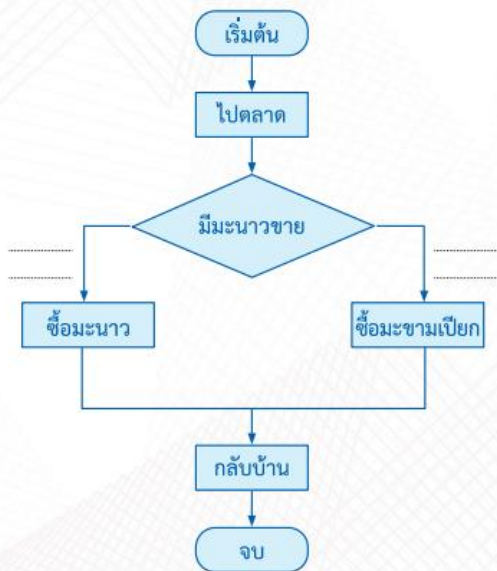 เริ่มต้น
ไปตลาด
มีมะนาวขาย
ซื้อมะนาว
ซื้อมะขามเปียก
กลับบ้าน
จบ